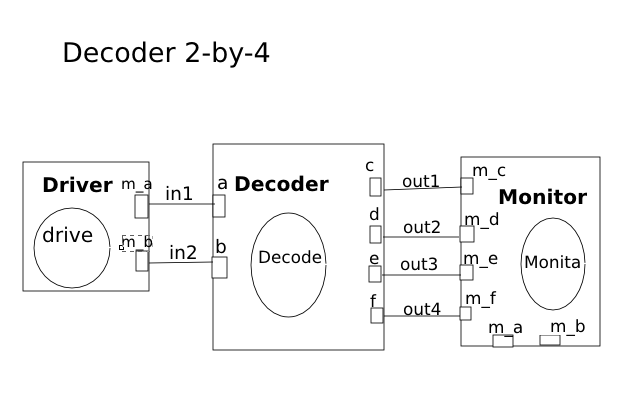 Decoder 2-by-4
Driver
m_a
drive
m_b
in1
in2
a
Decoder
b
Decode
c
d
e
f
out1
out2
out3
out4
m_c
Monitor
m_d
m_e
Monita
m_f
m_a
m_b